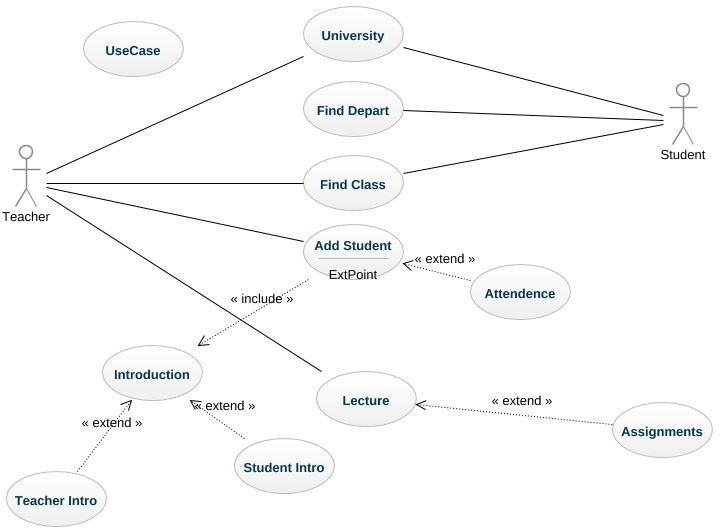 University
UseCase
Find Depart
Student
Find Class
Teacher
Add Student
« extend »
ExtPoint
Attendence
« include »
Introduction
Lecture
« extend »
« extend »
« extend »
Assignments
Student Intro
Teacher Intro